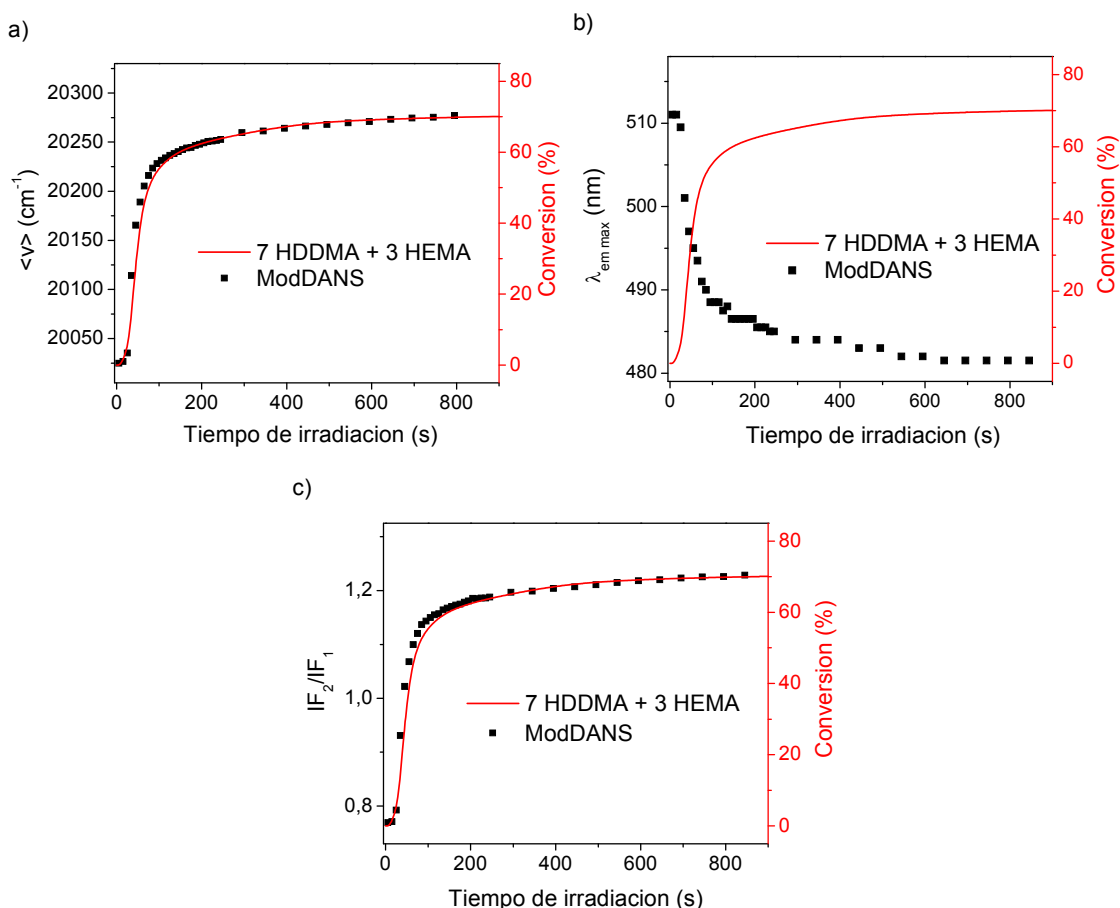 a)
20300
20250
20200
20150
20100
20050
<ν> (cm⁻¹)
80
60
40
20
0
Conversion (%)
7 HDDMA + 3 HEMA
ModDANS
0 200 400 600 800
Tiempo de irradiacion (s)
b)
510
500
490
480
λem max (nm)
80
60
40
20
0
Conversion (%)
7 HDDMA + 3 HEMA
ModDANS
0 200 400 600 800
Tiempo de irradiacion (s)
c)
1,2
1,0
0,8
IF₂/IF₁
80
60
40
20
0
Conversion (%)
7 HDDMA + 3 HEMA
ModDANS
0 200 400 600 800
Tiempo de irradiacion (s)